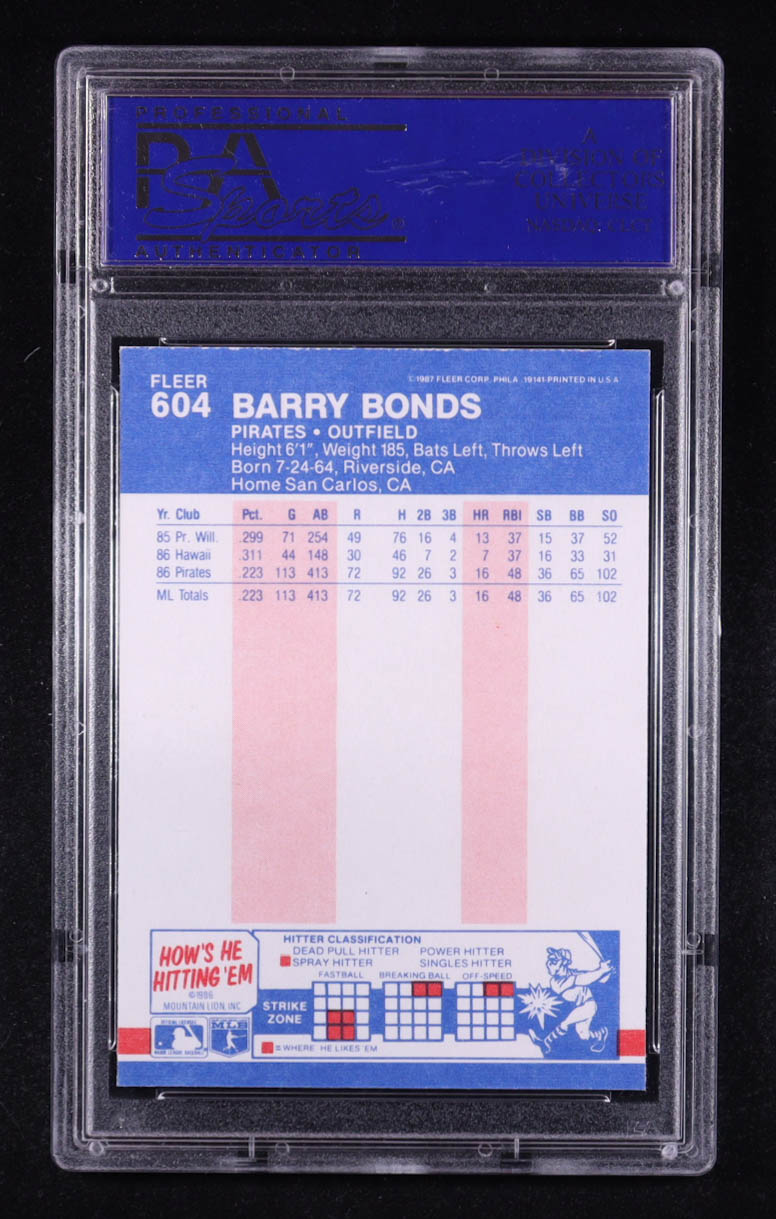 PROFESSIONAL
PSA
Sports®
AUTHENTICATOR
A
DIVISION OF
COLLECTORS
UNIVERSE
NASDAQ: CLCT
FLEER
604 BARRY BONDS
©1987 FLEER CORP. PHILA. 19141-PRINTED IN U.S.A
PIRATES • OUTFIELD
Height 6'1", Weight 185, Bats Left, Throws Left
Born 7-24-64, Riverside, CA
Home San Carlos, CA
Yr. Club Pct. G AB R H 2B 3B HR RBI SB BB SO
85 Pr. Will. .299 71 254 49 76 16 4 13 37 15 37 52
86 Hawaii .311 44 148 30 46 7 2 7 37 16 33 31
86 Pirates .223 113 413 72 92 26 3 16 48 36 65 102
ML Totals .223 113 413 72 92 26 3 16 48 36 65 102
HOW'S HE
HITTING 'EM
©1986
MOUNTAIN LION, INC
HITTER CLASSIFICATION
DEAD PULL HITTER POWER HITTER
SPRAY HITTER SINGLES HITTER
FASTBALL BREAKING BALL OFF-SPEED
STRIKE
ZONE
= WHERE HE LIKES 'EM
MAJOR LEAGUE BASEBALL